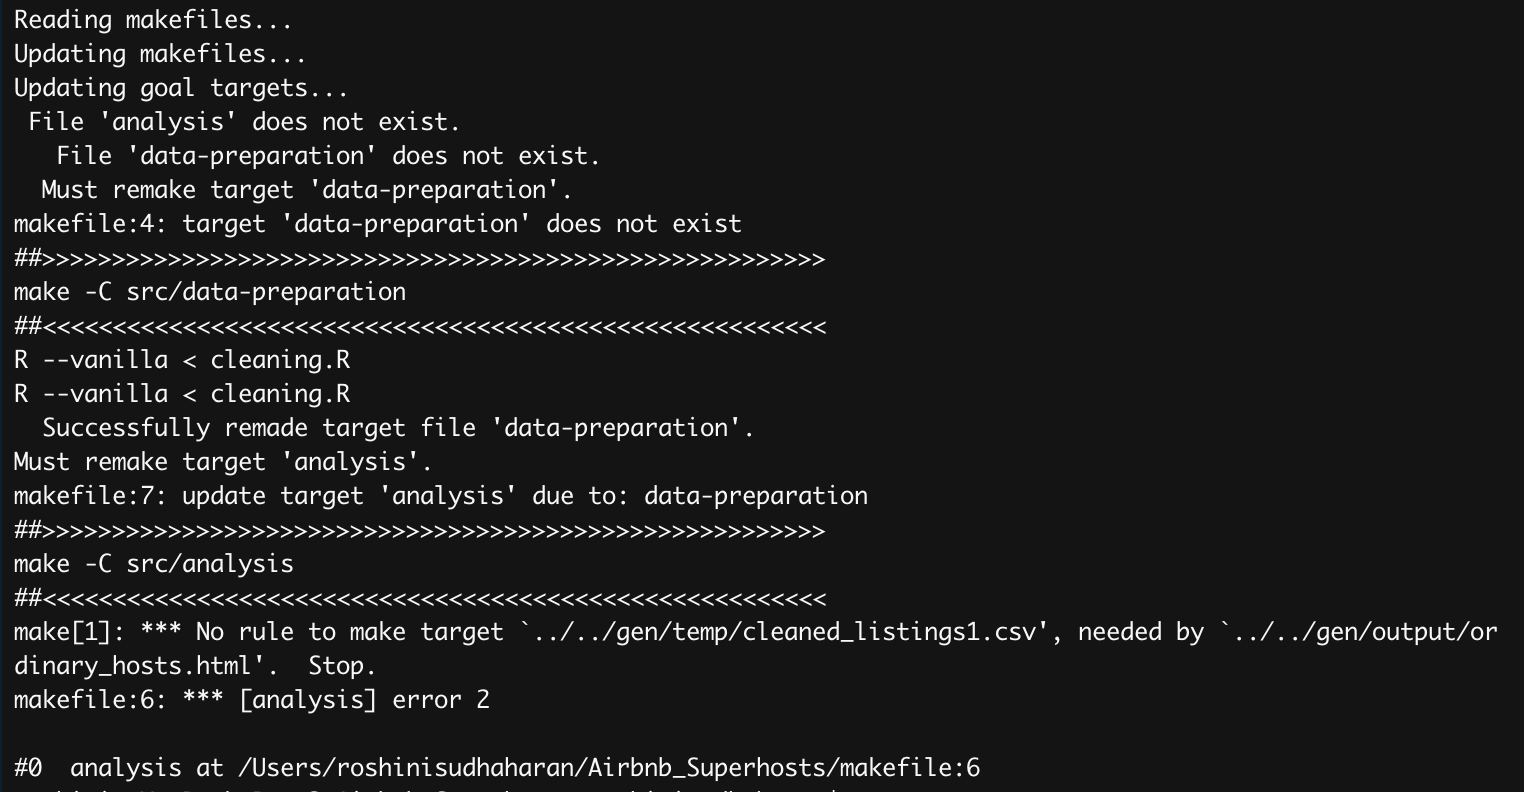 Reading makefiles...
Updating makefiles...
Updating goal targets...
 File 'analysis' does not exist.
   File 'data-preparation' does not exist.
  Must remake target 'data-preparation'.
makefile:4: target 'data-preparation' does not exist
##>>>>>>>>>>>>>>>>>>>>>>>>>>>>>>>>>>>>>>>>>>>>>>>>>>>>>>>>
make -C src/data-preparation
##<<<<<<<<<<<<<<<<<<<<<<<<<<<<<<<<<<<<<<<<<<<<<<<<<<<<<<<<
R --vanilla < cleaning.R
R --vanilla < cleaning.R
  Successfully remade target file 'data-preparation'.
Must remake target 'analysis'.
makefile:7: update target 'analysis' due to: data-preparation
##>>>>>>>>>>>>>>>>>>>>>>>>>>>>>>>>>>>>>>>>>>>>>>>>>>>>>>>>
make -C src/analysis
##<<<<<<<<<<<<<<<<<<<<<<<<<<<<<<<<<<<<<<<<<<<<<<<<<<<<<<<<
make[1]: *** No rule to make target `../../gen/temp/cleaned_listings1.csv', needed by `../../gen/output/or
dinary_hosts.html'.  Stop.
makefile:6: *** [analysis] error 2

#0  analysis at /Users/roshinisudhaharan/Airbnb_Superhosts/makefile:6